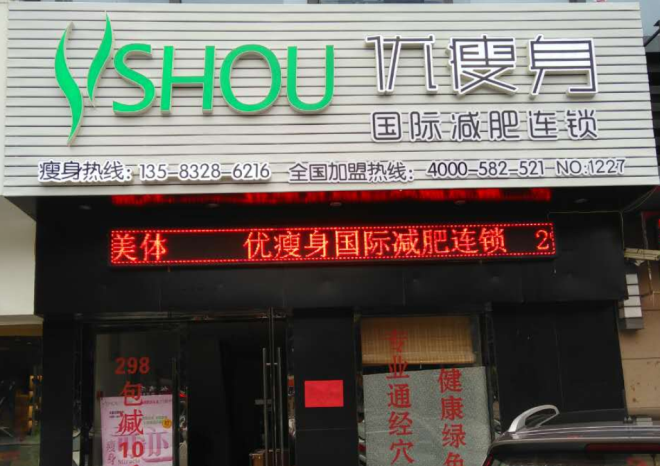 YSHOU 优瘦身
国际减肥连锁
瘦身热线：135-8328-6216 全国加盟热线：4000-582-521 NO:1227
美体 优瘦身国际减肥连锁 2
298
包减10
专业通经穴
健康绿色